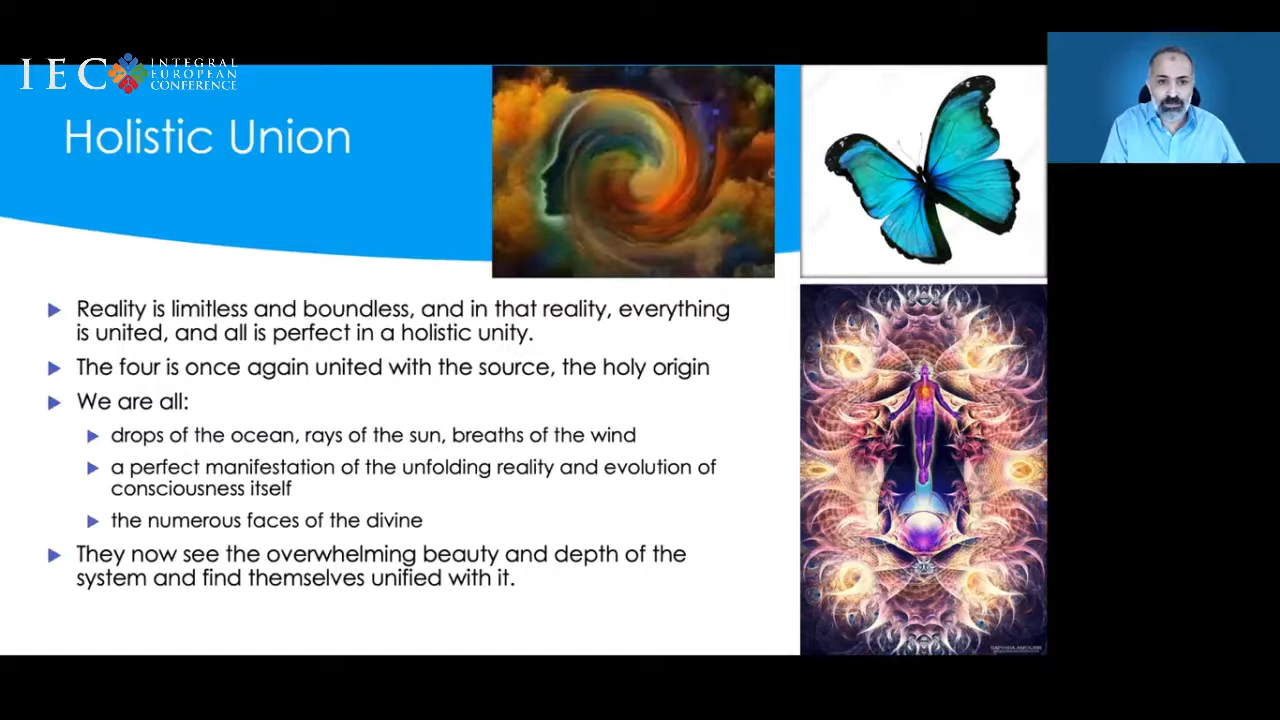 IEC INTEGRAL
EUROPEAN
CONFERENCE
Holistic Union
Reality is limitless and boundless, and in that reality, everything
is united, and all is perfect in a holistic unity.
The four is once again united with the source, the holy origin
We are all:
drops of the ocean, rays of the sun, breaths of the wind
a perfect manifestation of the unfolding reality and evolution of
consciousness itself
the numerous faces of the divine
They now see the overwhelming beauty and depth of the
system and find themselves unified with it.